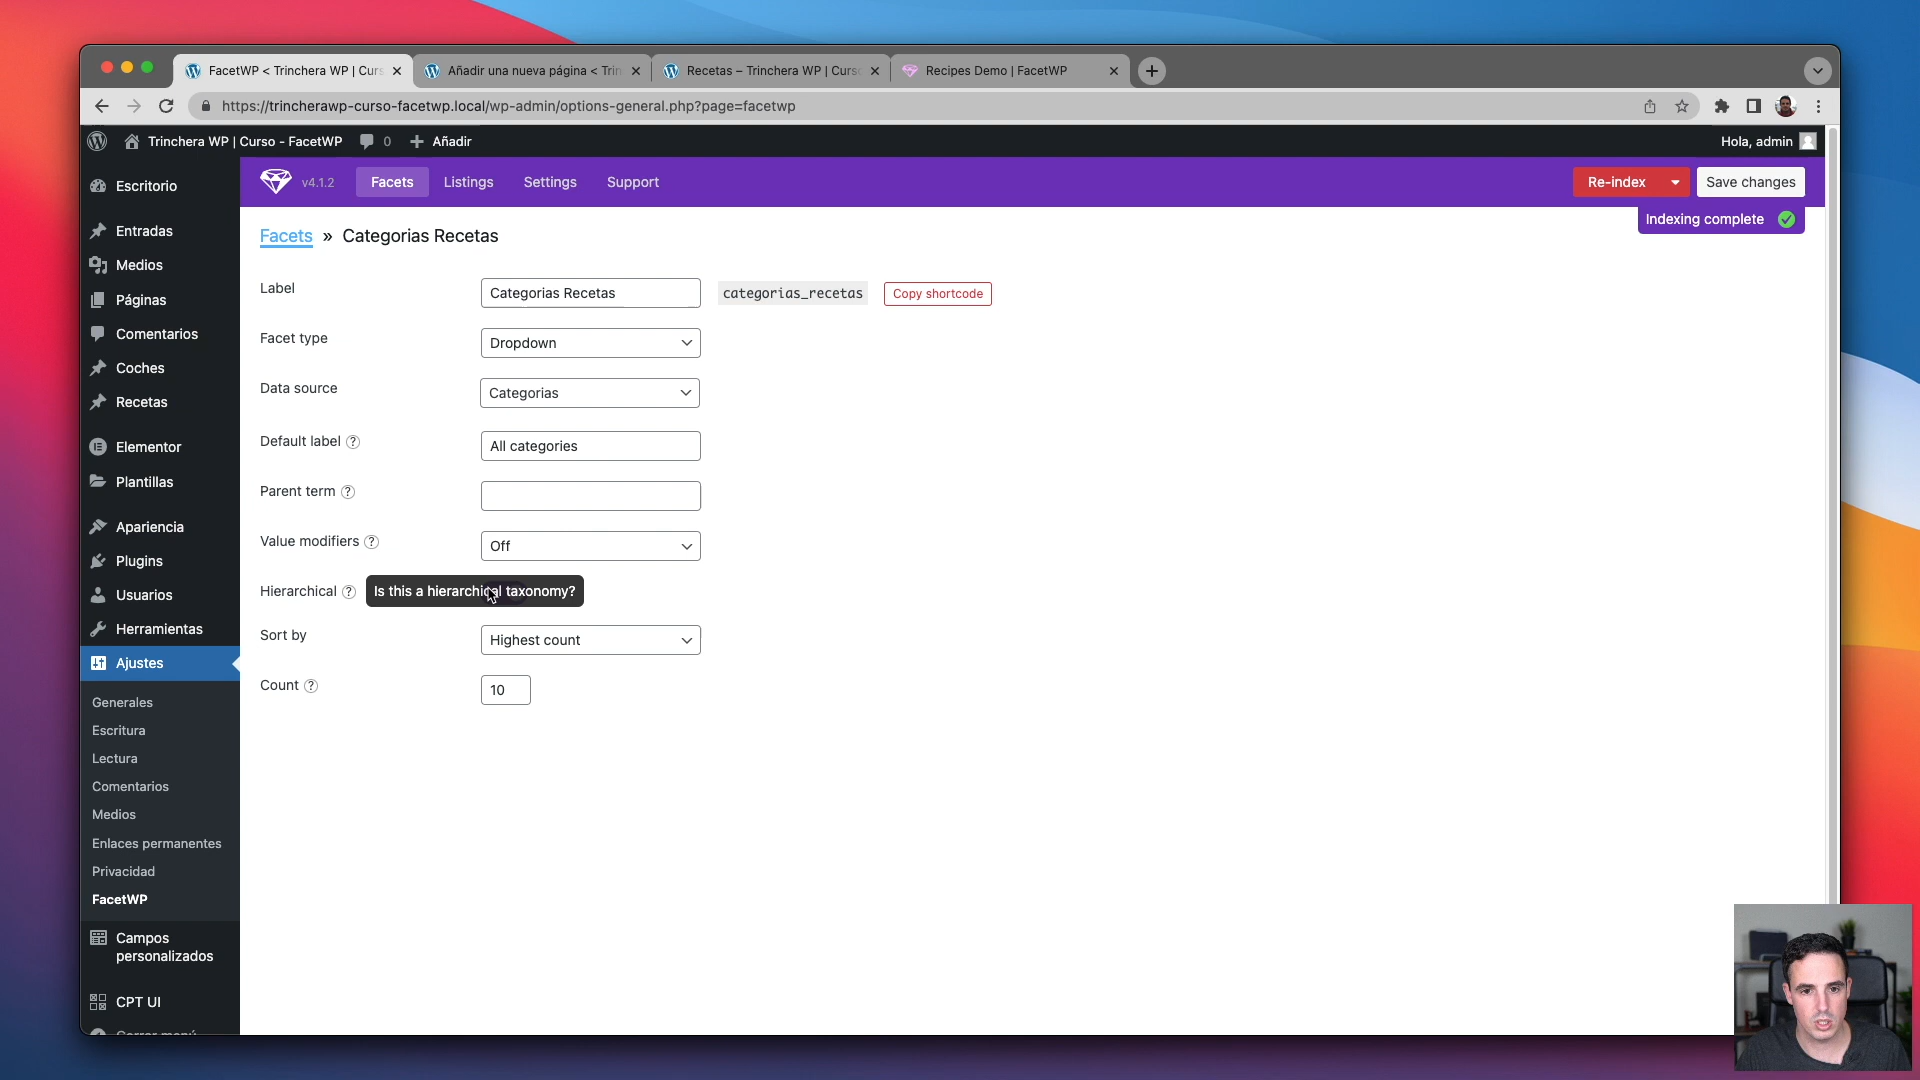 FacetWP < Trinchera WP | Curs
Añadir una nueva página < Trin
Recetas – Trinchera WP | Curso
Recipes Demo | FacetWP
https://trincherawp-curso-facetwp.local/wp-admin/options-general.php?page=facetwp
Trinchera WP | Curso - FacetWP
0
Añadir
Hola, admin
Escritorio
Entradas
Medios
Páginas
Comentarios
Coches
Recetas
Elementor
Plantillas
Apariencia
Plugins
Usuarios
Herramientas
Ajustes
Generales
Escritura
Lectura
Comentarios
Medios
Enlaces permanentes
Privacidad
FacetWP
Campos
personalizados
CPT UI
v4.1.2
Facets
Listings
Settings
Support
Re-index
Save changes
Indexing complete
Facets » Categorias Recetas
Label
Categorias Recetas
categorias_recetas
Copy shortcode
Facet type
Dropdown
Data source
Categorias
Default label ?
All categories
Parent term ?
Value modifiers ?
Off
Hierarchical ?
Is this a hierarchical taxonomy?
Sort by
Highest count
Count ?
10